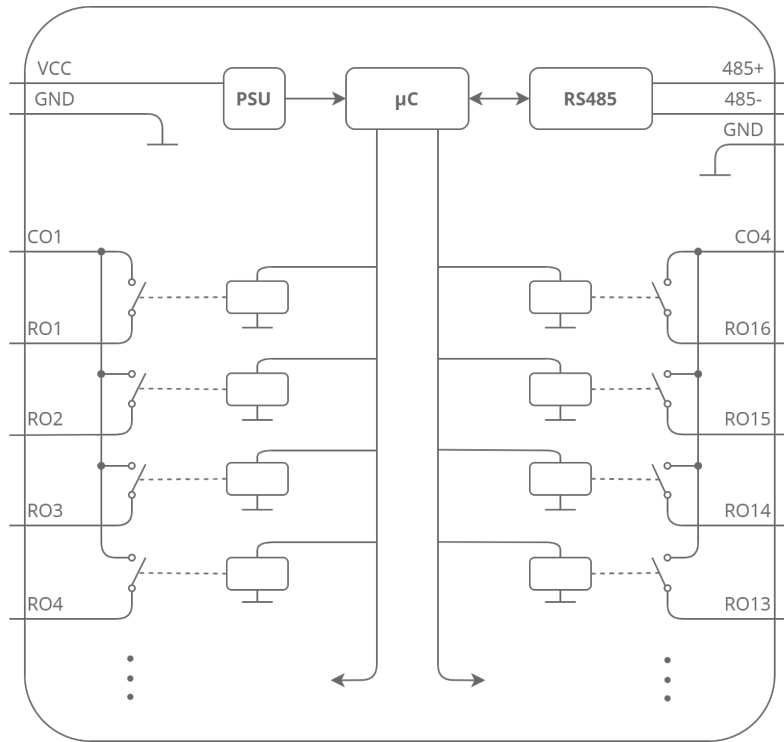 VCC
485+
PSU
µC
RS485
GND
485-
GND
CO1
CO4
RO1
RO16
RO2
RO15
RO3
RO14
RO4
RO13